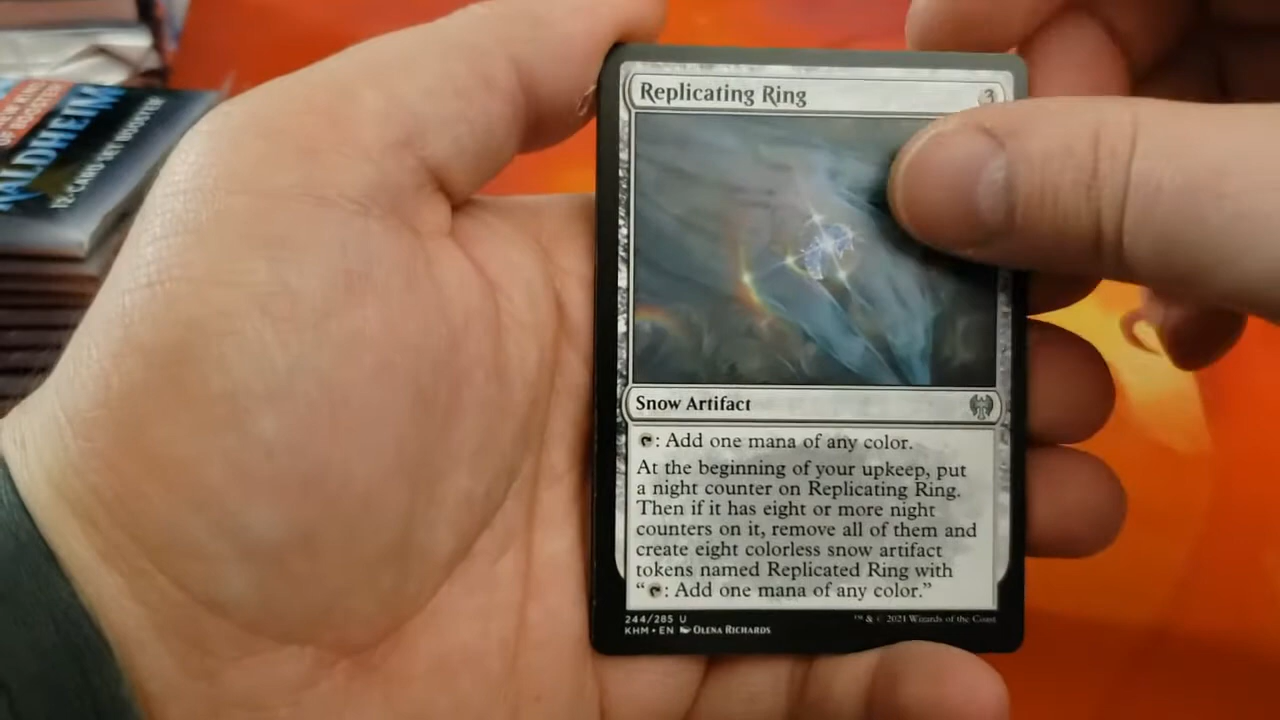 Replicating Ring
3
Snow Artifact
: Add one mana of any color.
At the beginning of your upkeep, put
a night counter on Replicating Ring.
Then if it has eight or more night
counters on it, remove all of them and
create eight colorless snow artifact
tokens named Replicated Ring with
“ : Add one mana of any color.”
244/285 U
KHM • EN Olena Richards
™ & © 2021 Wizards of the Coast
OF BOOSTER
ALDHEIM
12-CARD SET BOOSTER